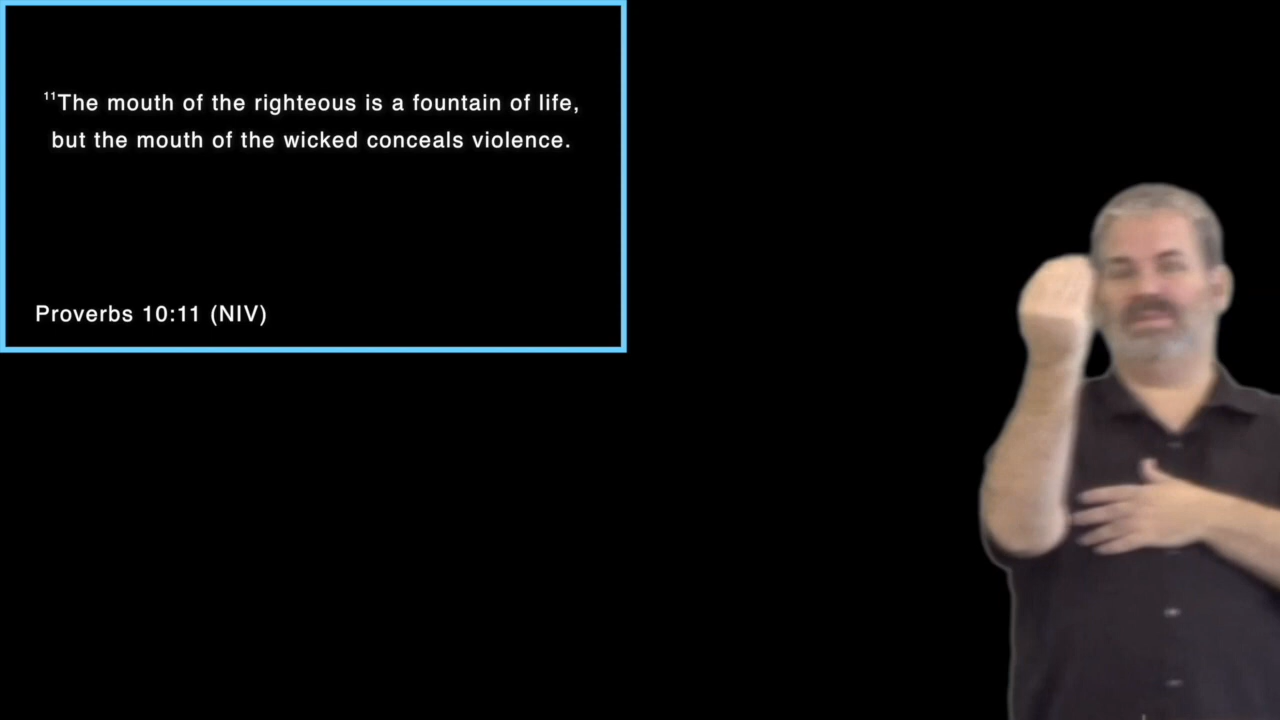 ¹¹The mouth of the righteous is a fountain of life,
but the mouth of the wicked conceals violence.
Proverbs 10:11 (NIV)